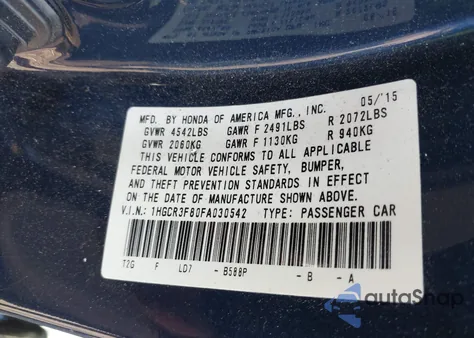 MFD. BY HONDA OF AMERICA MFG., INC. 05/'15
GVWR 4542LBS GAWR F 2491LBS R 2072LBS
GVWR 2060KG GAWR F 1130KG R 940KG
THIS VEHICLE CONFORMS TO ALL APPLICABLE
FEDERAL MOTOR VEHICLE SAFETY, BUMPER,
AND THEFT PREVENTION STANDARDS IN EFFECT
ON THE DATE OF MANUFACTURE SHOWN ABOVE.
V.I.N.: 1HGCR3F80FA030542 TYPE: PASSENGER CAR
T2G F LD7 - B588P - B - A
autoShop